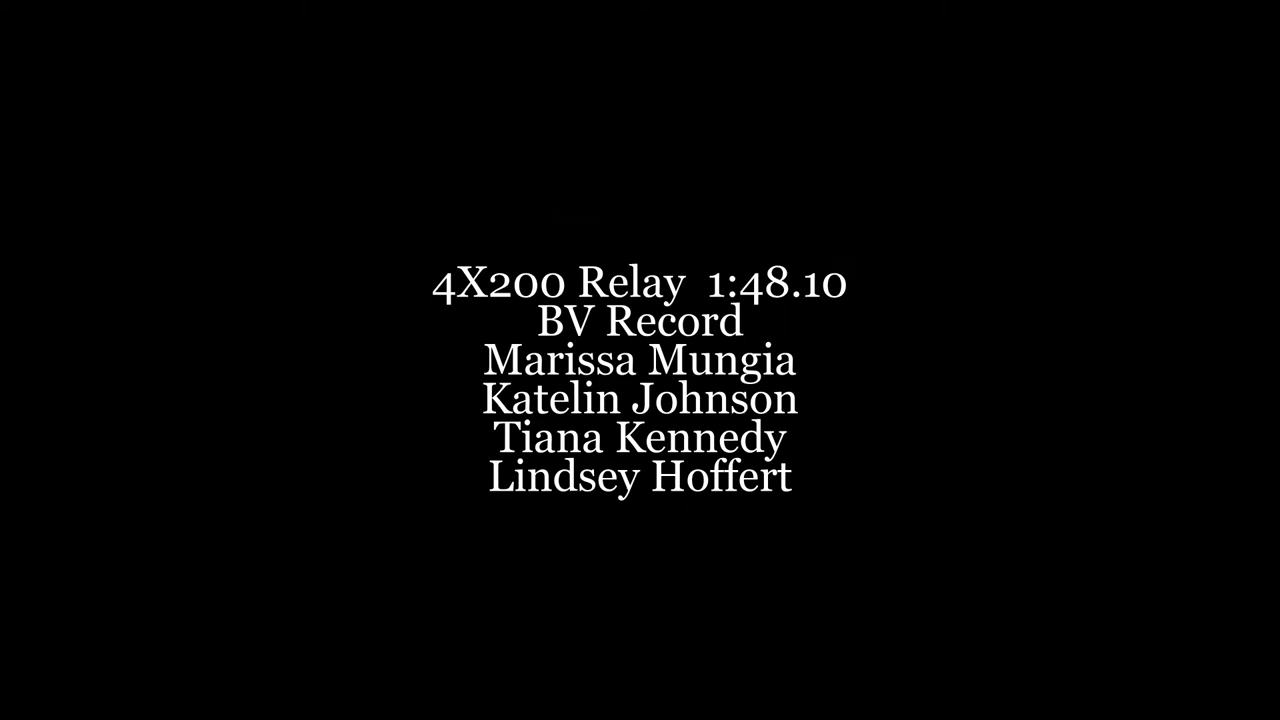 4X200 Relay  1:48.10
BV Record
Marissa Mungia
Katelin Johnson
Tiana Kennedy
Lindsey Hoffert